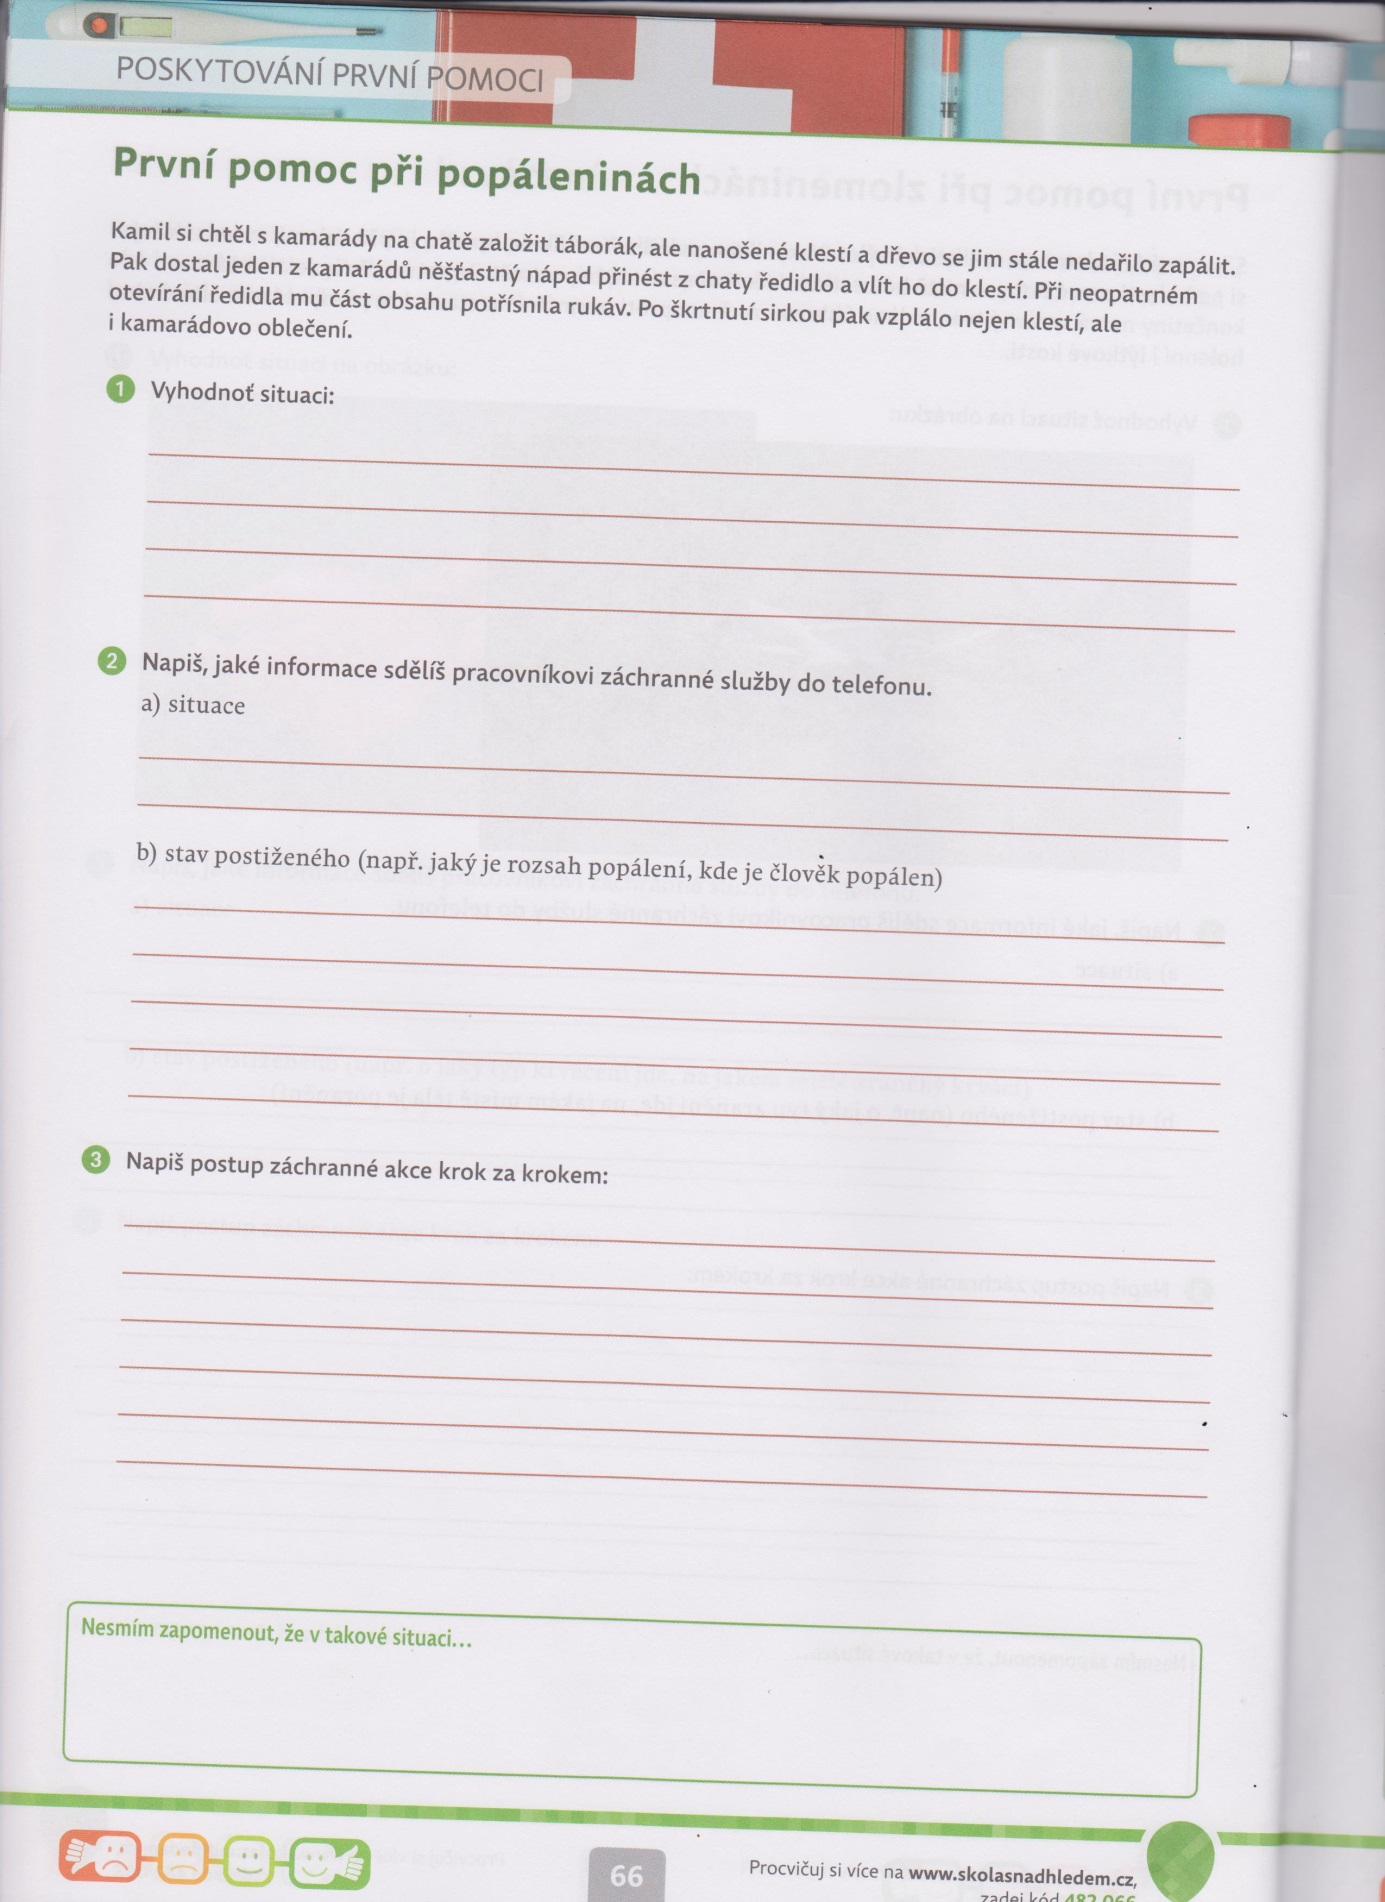 POSKYTOVÁNÍ PRVNÍ POMOCI
První pomoc při popáleninách
Kamil si chtěl s kamarády na chatě založit táborák, ale nanošené klestí a dřevo se jim stále nedařilo zapálit.
Pak dostal jeden z kamarádů něšťastný nápad přinést z chaty ředidlo a vlít ho do klestí. Při neopatrném
otevírání ředidla mu část obsahu potřísnila rukáv. Po škrtnutí sirkou pak vzplálo nejen klestí, ale
i kamarádovo oblečení.
1 Vyhodnoť situaci:
2 Napiš, jaké informace sdělíš pracovníkovi záchranné služby do telefonu.
a) situace
b) stav postiženého (např. jaký je rozsah popálení, kde je člověk popálen)
3 Napiš postup záchranné akce krok za krokem:
Nesmím zapomenout, že v takové situaci...
66
Procvičuj si více na www.skolasnadhledem.cz,
zadej kód 482 066